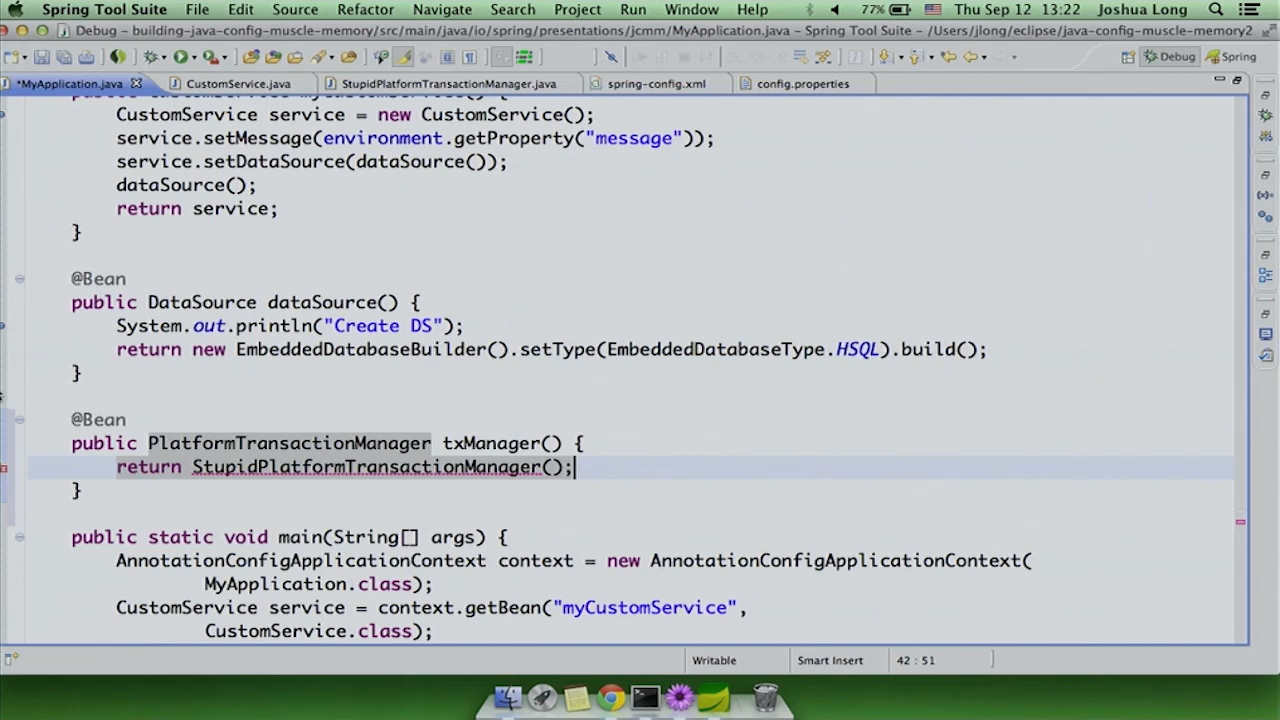 Spring Tool Suite File Edit Source Refactor Navigate Search Project Run Window Help 77% Thu Sep 12 13:22 Joshua Long
Debug - building-java-config-muscle-memory/src/main/java/io/spring/presentations/jcmm/MyApplication.java - Spring Tool Suite - /Users/jlong/eclipse/java-config-muscle-memory2
Debug Spring
*MyApplication.java CustomService.java StupidPlatformTransactionManager.java spring-config.xml config.properties
CustomService service = new CustomService();
service.setMessage(environment.getProperty("message"));
service.setDataSource(dataSource());
dataSource();
return service;
}
@Bean
public DataSource dataSource() {
System.out.println("Create DS");
return new EmbeddedDatabaseBuilder().setType(EmbeddedDatabaseType.HSQL).build();
}
@Bean
public PlatformTransactionManager txManager() {
return StupidPlatformTransactionManager();
}
public static void main(String[] args) {
AnnotationConfigApplicationContext context = new AnnotationConfigApplicationContext(
MyApplication.class);
CustomService service = context.getBean("myCustomService",
CustomService.class);
Writable Smart Insert 42 : 51